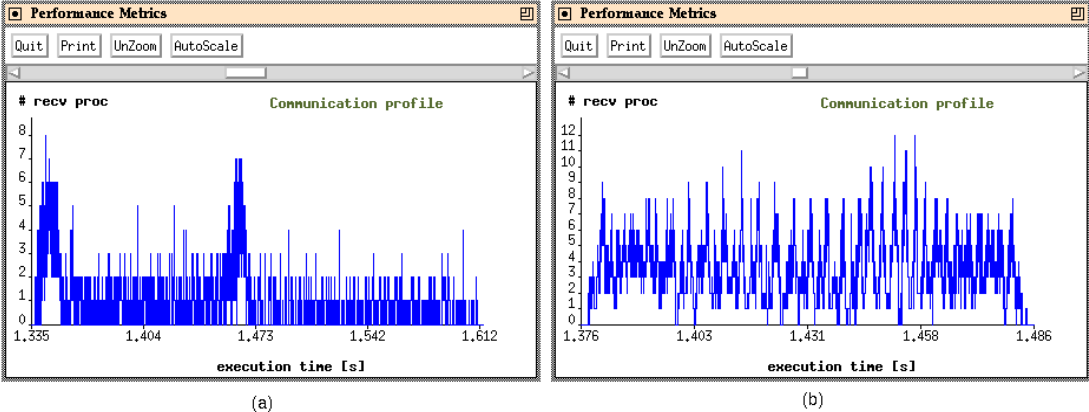 Performance Metrics
Quit Print UnZoom AutoScale
# recv proc
Communication profile
8
7
6
5
4
3
2
1
0
1.335 1.404 1.473 1.542 1.612
execution time [s]
(a)
Performance Metrics
Quit Print UnZoom AutoScale
# recv proc
Communication profile
12
11
10
9
8
7
6
5
4
3
2
1
0
1.376 1.403 1.431 1.458 1.486
execution time [s]
(b)